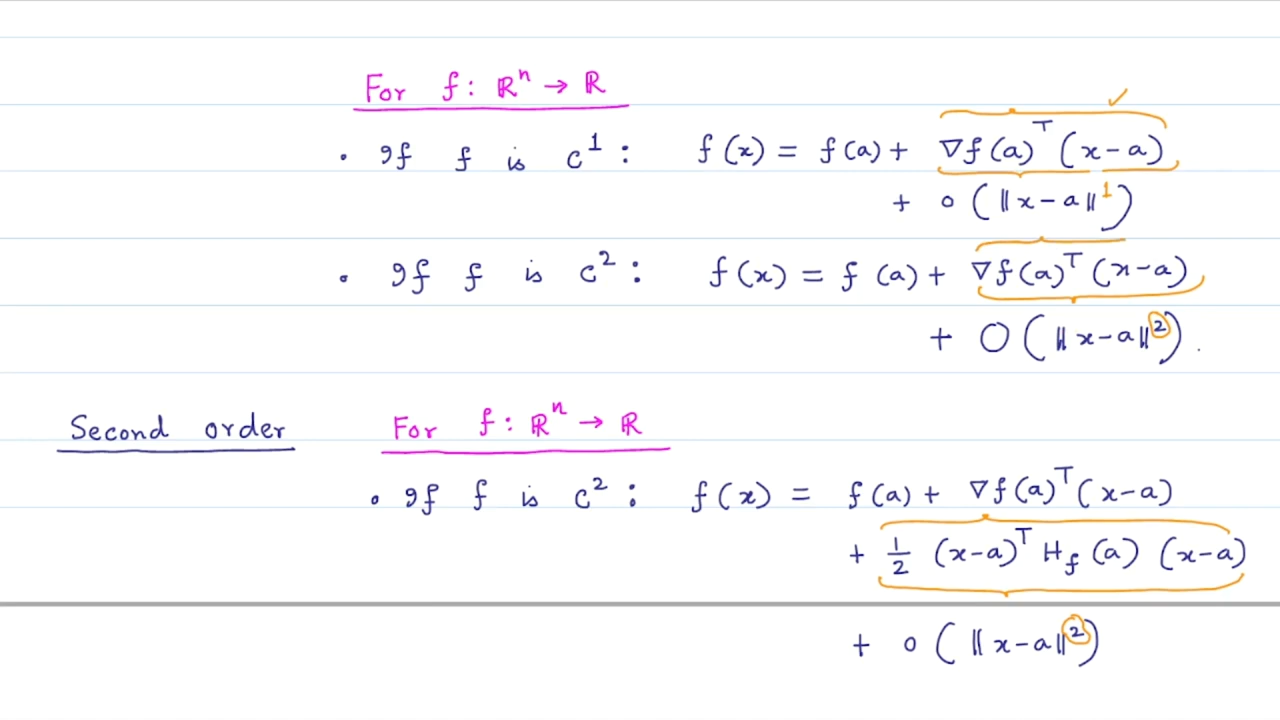 For f: ℝⁿ → ℝ
• If f is C¹: f(x) = f(a) + ∇f(a)ᵀ(x-a)
+ o(‖x-a‖¹)
• If f is C²: f(x) = f(a) + ∇f(a)ᵀ(x-a)
+ O(‖x-a‖²).
Second order For f: ℝⁿ → ℝ
• If f is C²: f(x) = f(a) + ∇f(a)ᵀ(x-a)
+ 1/2 (x-a)ᵀ H_f(a) (x-a)
+ o(‖x-a‖²)